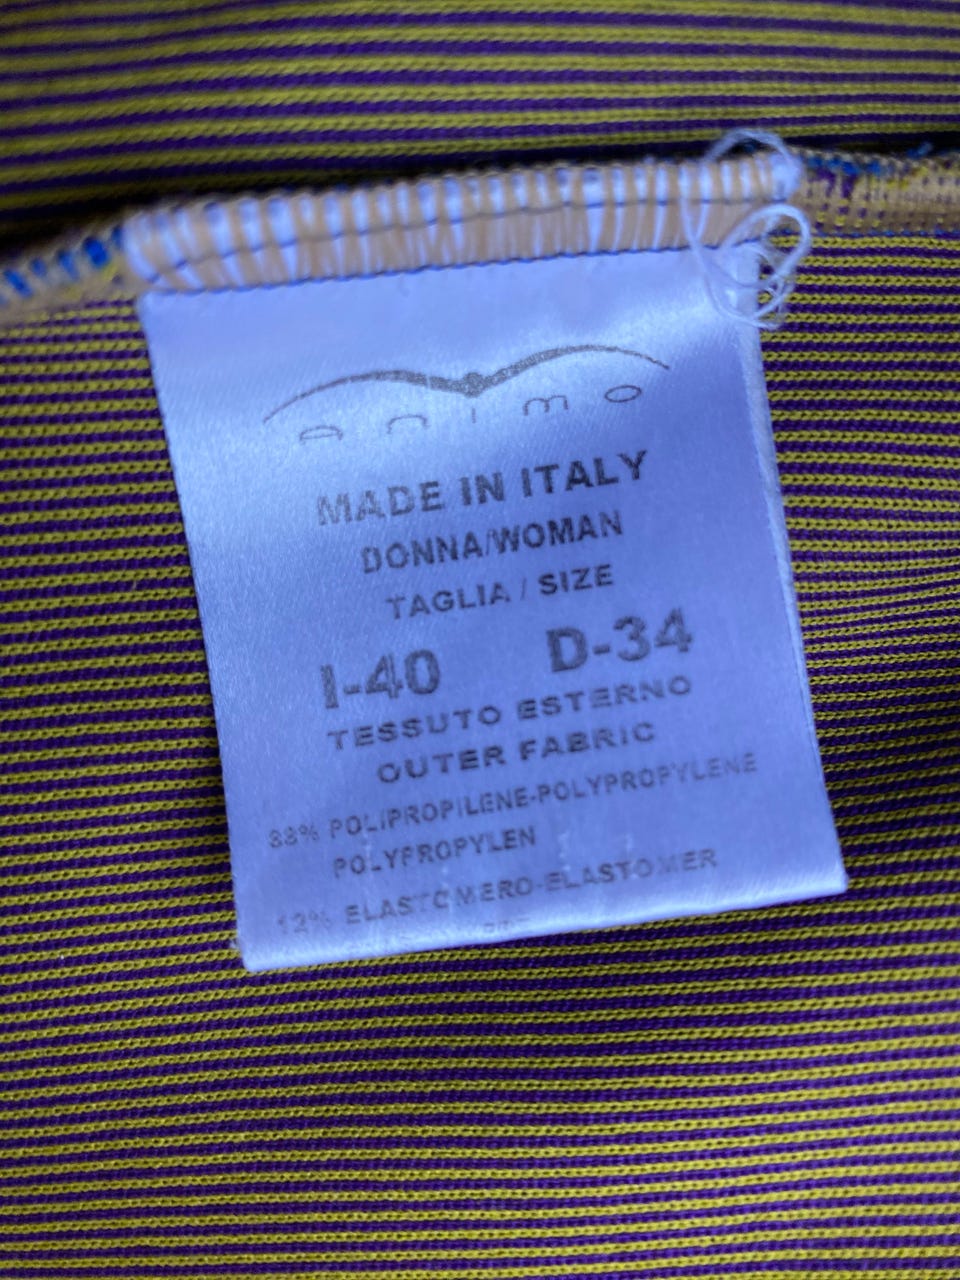 animo
MADE IN ITALY
DONNA/WOMAN
TAGLIA / SIZE
I-40 D-34
TESSUTO ESTERNO
OUTER FABRIC
88% POLIPROPILENE-POLYPROPYLENE
POLYPROPYLEN
12% ELASTOMERO-ELASTOMER